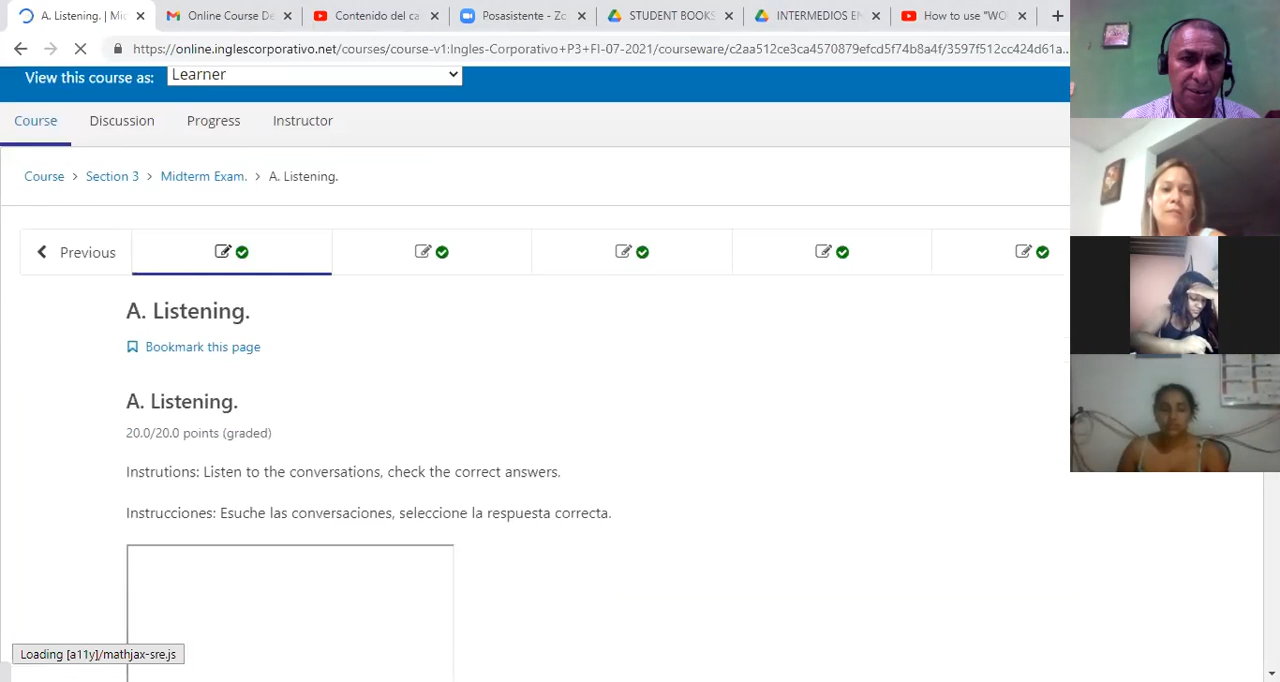 A. Listening. | Mic
Online Course De
Contenido del ca
Posasistente - Zo
STUDENT BOOKS
INTERMEDIOS EN
How to use "WO
https://online.inglescorporativo.net/courses/course-v1:Ingles-Corporativo+P3+FI-07-2021/courseware/c2aa512ce3ca4570879efcd5f74b8a4f/3597f512cc424d61a...
View this course as: Learner
Course Discussion Progress Instructor
Course > Section 3 > Midterm Exam. > A. Listening.
Previous
A. Listening.
Bookmark this page
A. Listening.
20.0/20.0 points (graded)
Instrutions: Listen to the conversations, check the correct answers.
Instrucciones: Esuche las conversaciones, seleccione la respuesta correcta.
Loading [a11y]/mathjax-sre.js